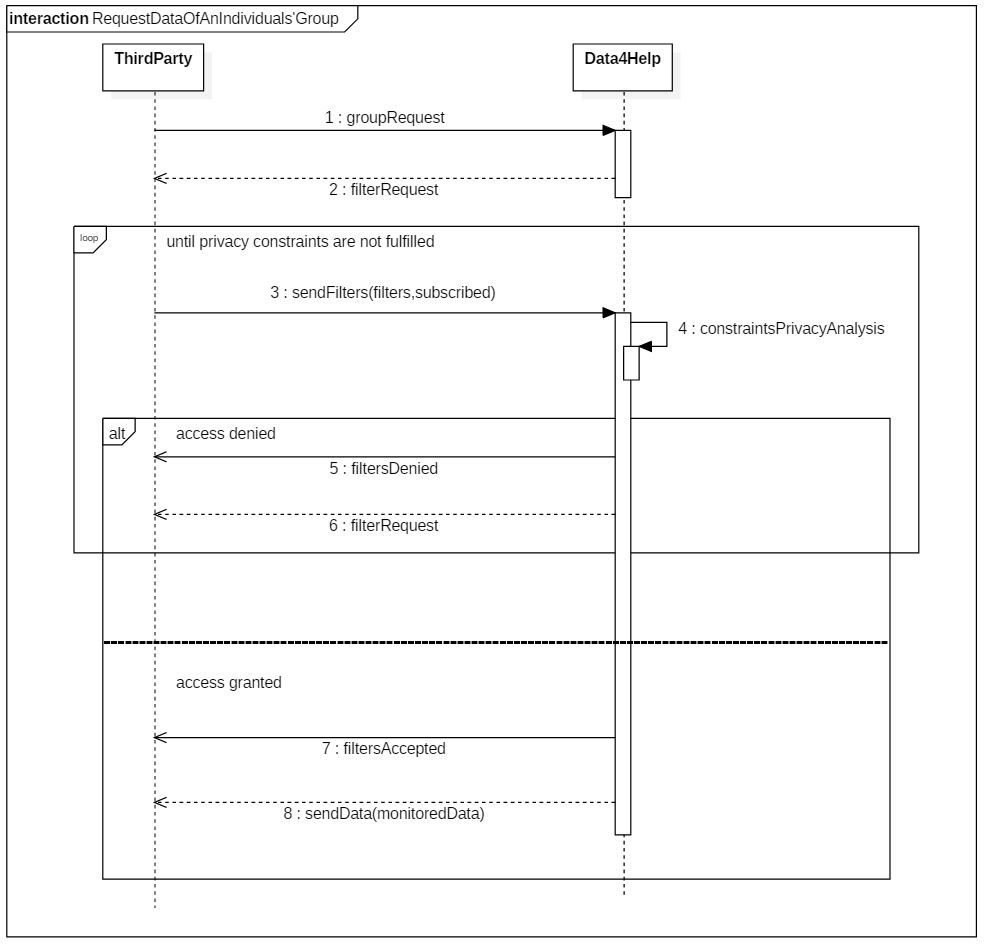 interaction RequestDataOfAnIndividuals'Group
ThirdParty
Data4Help
1 : groupRequest
2 : filterRequest
loop
until privacy constraints are not fulfilled
3 : sendFilters(filters,subscribed)
4 : constraintsPrivacyAnalysis
alt
access denied
5 : filtersDenied
6 : filterRequest
access granted
7 : filtersAccepted
8 : sendData(monitoredData)